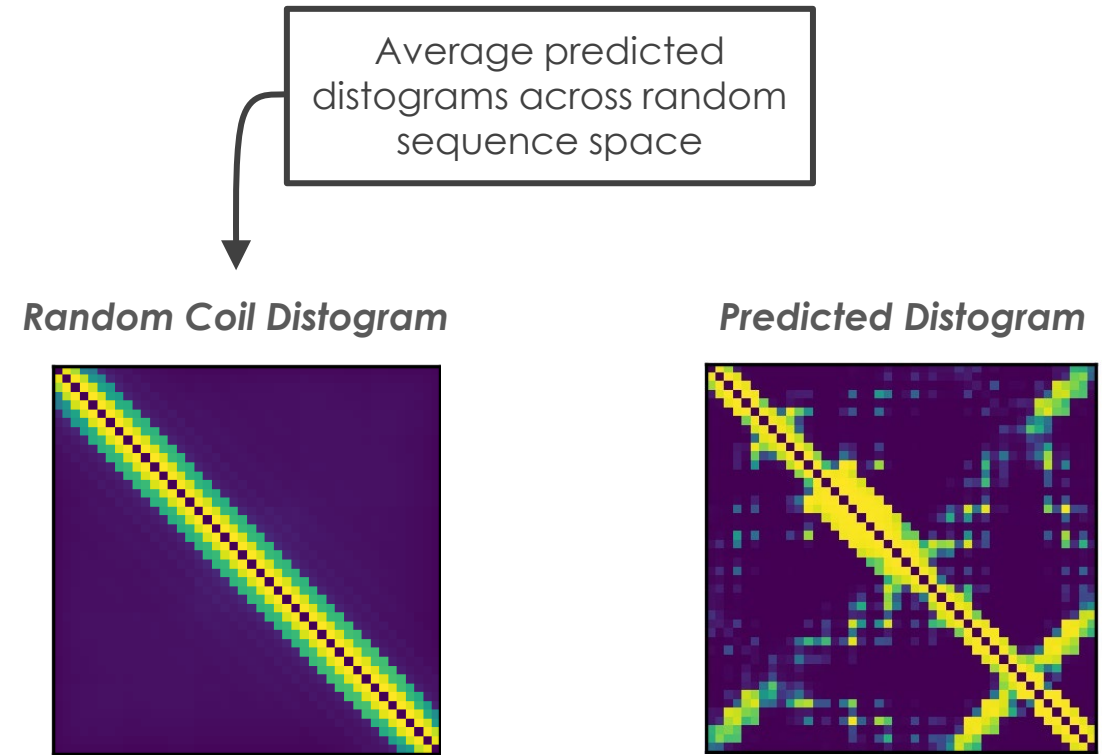 Average predicted
distograms across random
sequence space
Random Coil Distogram
Predicted Distogram